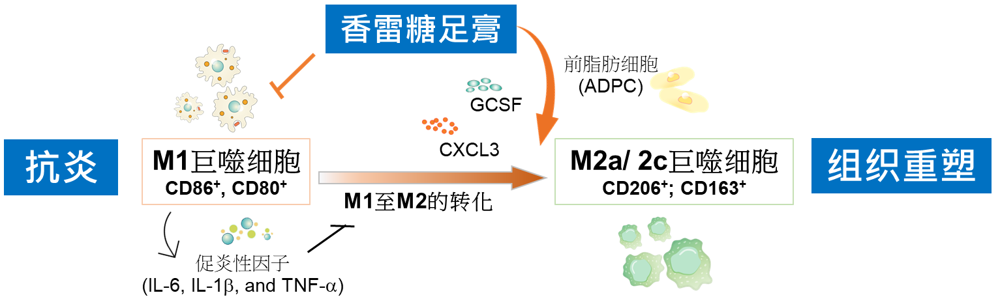 香雷糖足膏
前脂肪细胞
(ADPC)
GCSF
CXCL3
抗炎
M1巨噬细胞
CD86⁺, CD80⁺
M1至M2的转化
M2a/ 2c巨噬细胞
CD206⁺; CD163⁺
组织重塑
促炎性因子
(IL-6, IL-1β, and TNF-α)